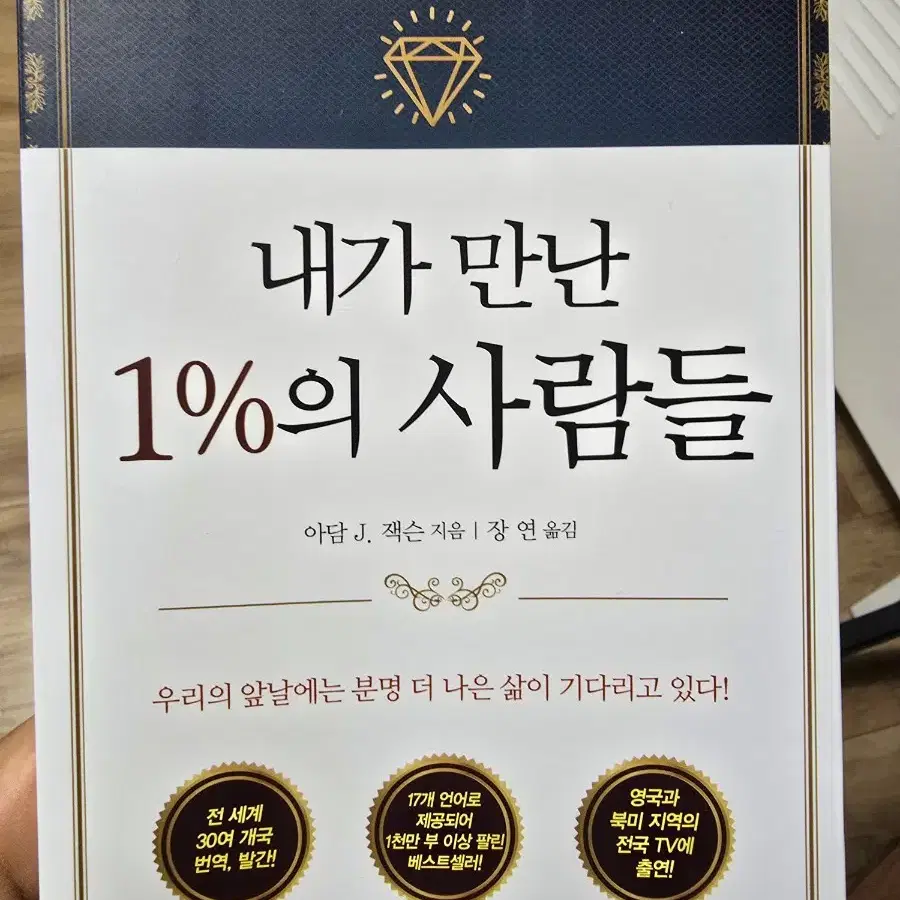 내가 만난
1%의 사람들
아담 J. 잭슨 지음 | 장 연 옮김
우리의 앞날에는 분명 더 나은 삶이 기다리고 있다!
전 세계
30여 개국
번역, 발간!
17개 언어로
제공되어
1천만 부 이상 팔린
베스트셀러!
영국과
북미 지역의
전국 TV에
출연!